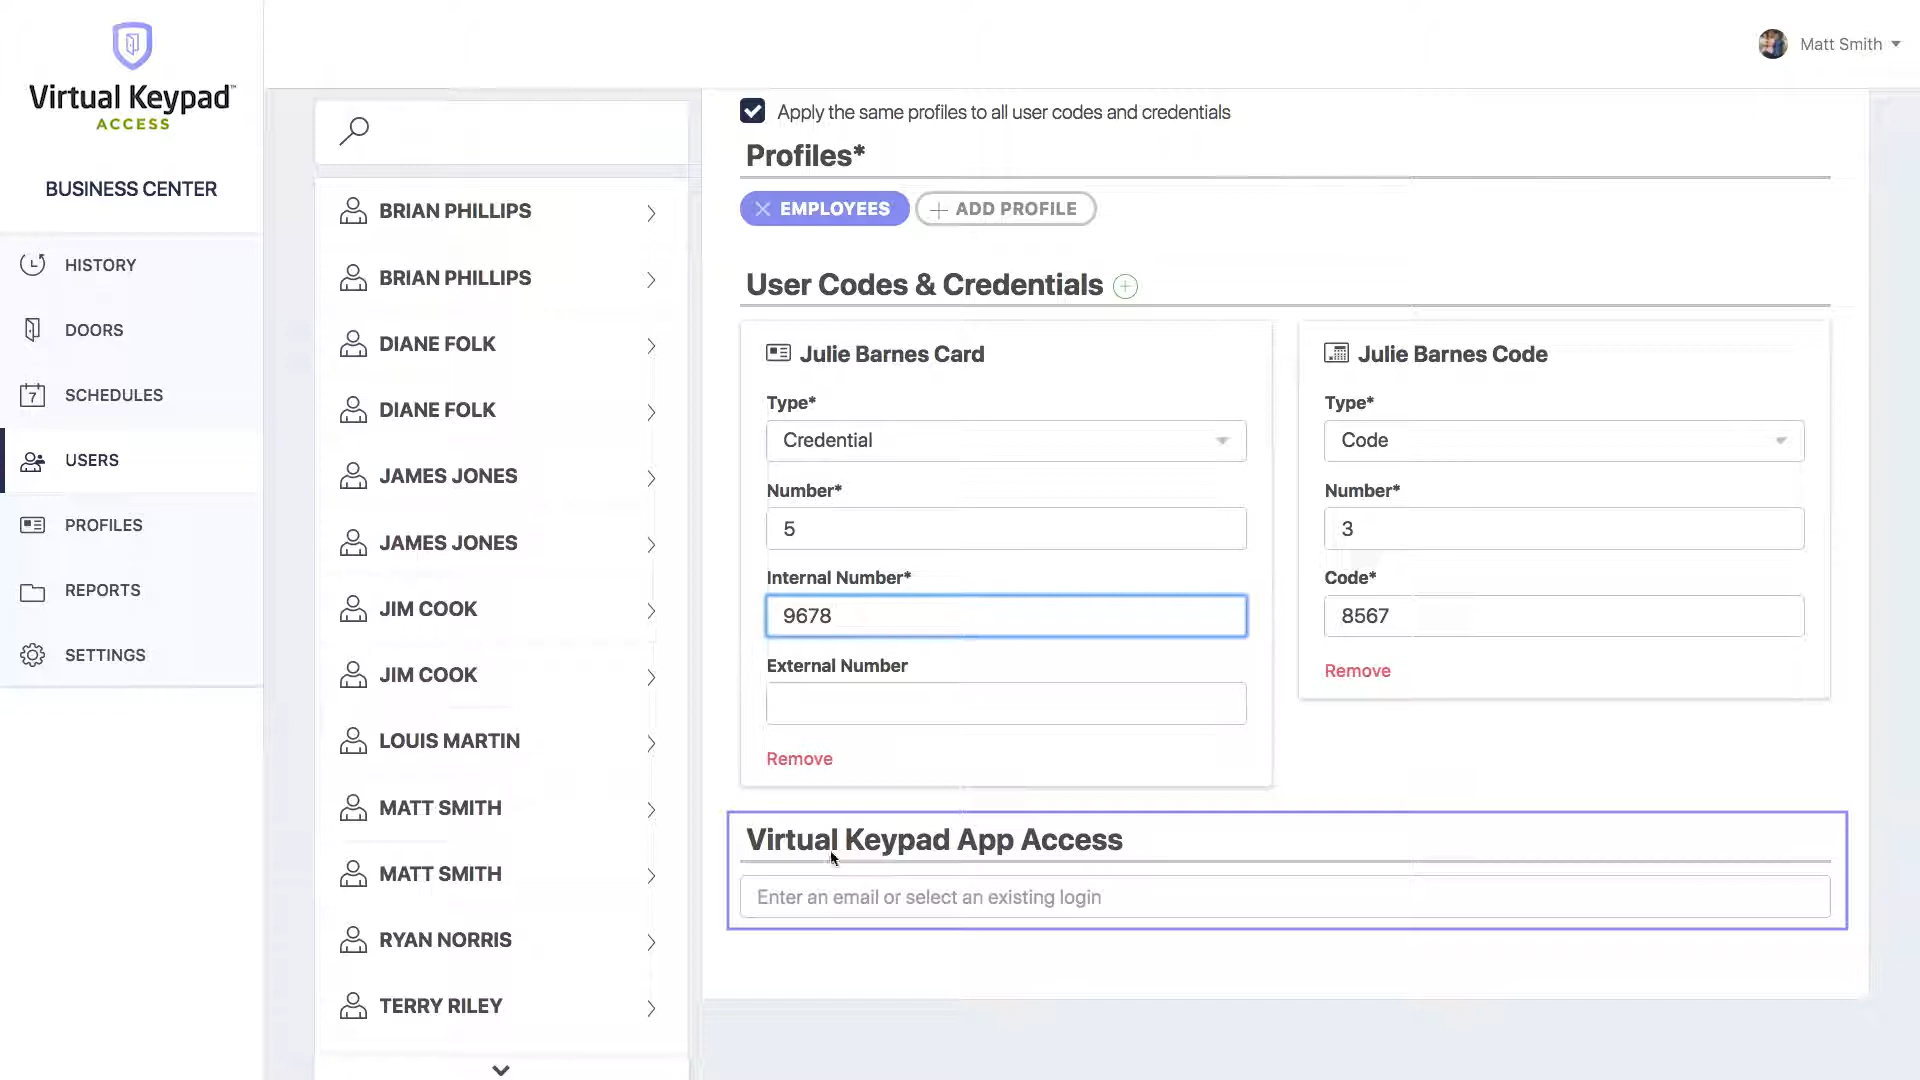 Virtual Keypad™
ACCESS
BUSINESS CENTER
HISTORY
DOORS
7
SCHEDULES
USERS
PROFILES
REPORTS
SETTINGS
Matt Smith
BRIAN PHILLIPS
BRIAN PHILLIPS
DIANE FOLK
DIANE FOLK
JAMES JONES
JAMES JONES
JIM COOK
JIM COOK
LOUIS MARTIN
MATT SMITH
MATT SMITH
RYAN NORRIS
TERRY RILEY
Apply the same profiles to all user codes and credentials
Profiles*
EMPLOYEES
ADD PROFILE
User Codes & Credentials
Julie Barnes Card
Type*
Credential
Number*
5
Internal Number*
9678
External Number
Remove
Julie Barnes Code
Type*
Code
Number*
3
Code*
8567
Remove
Virtual Keypad App Access
Enter an email or select an existing login